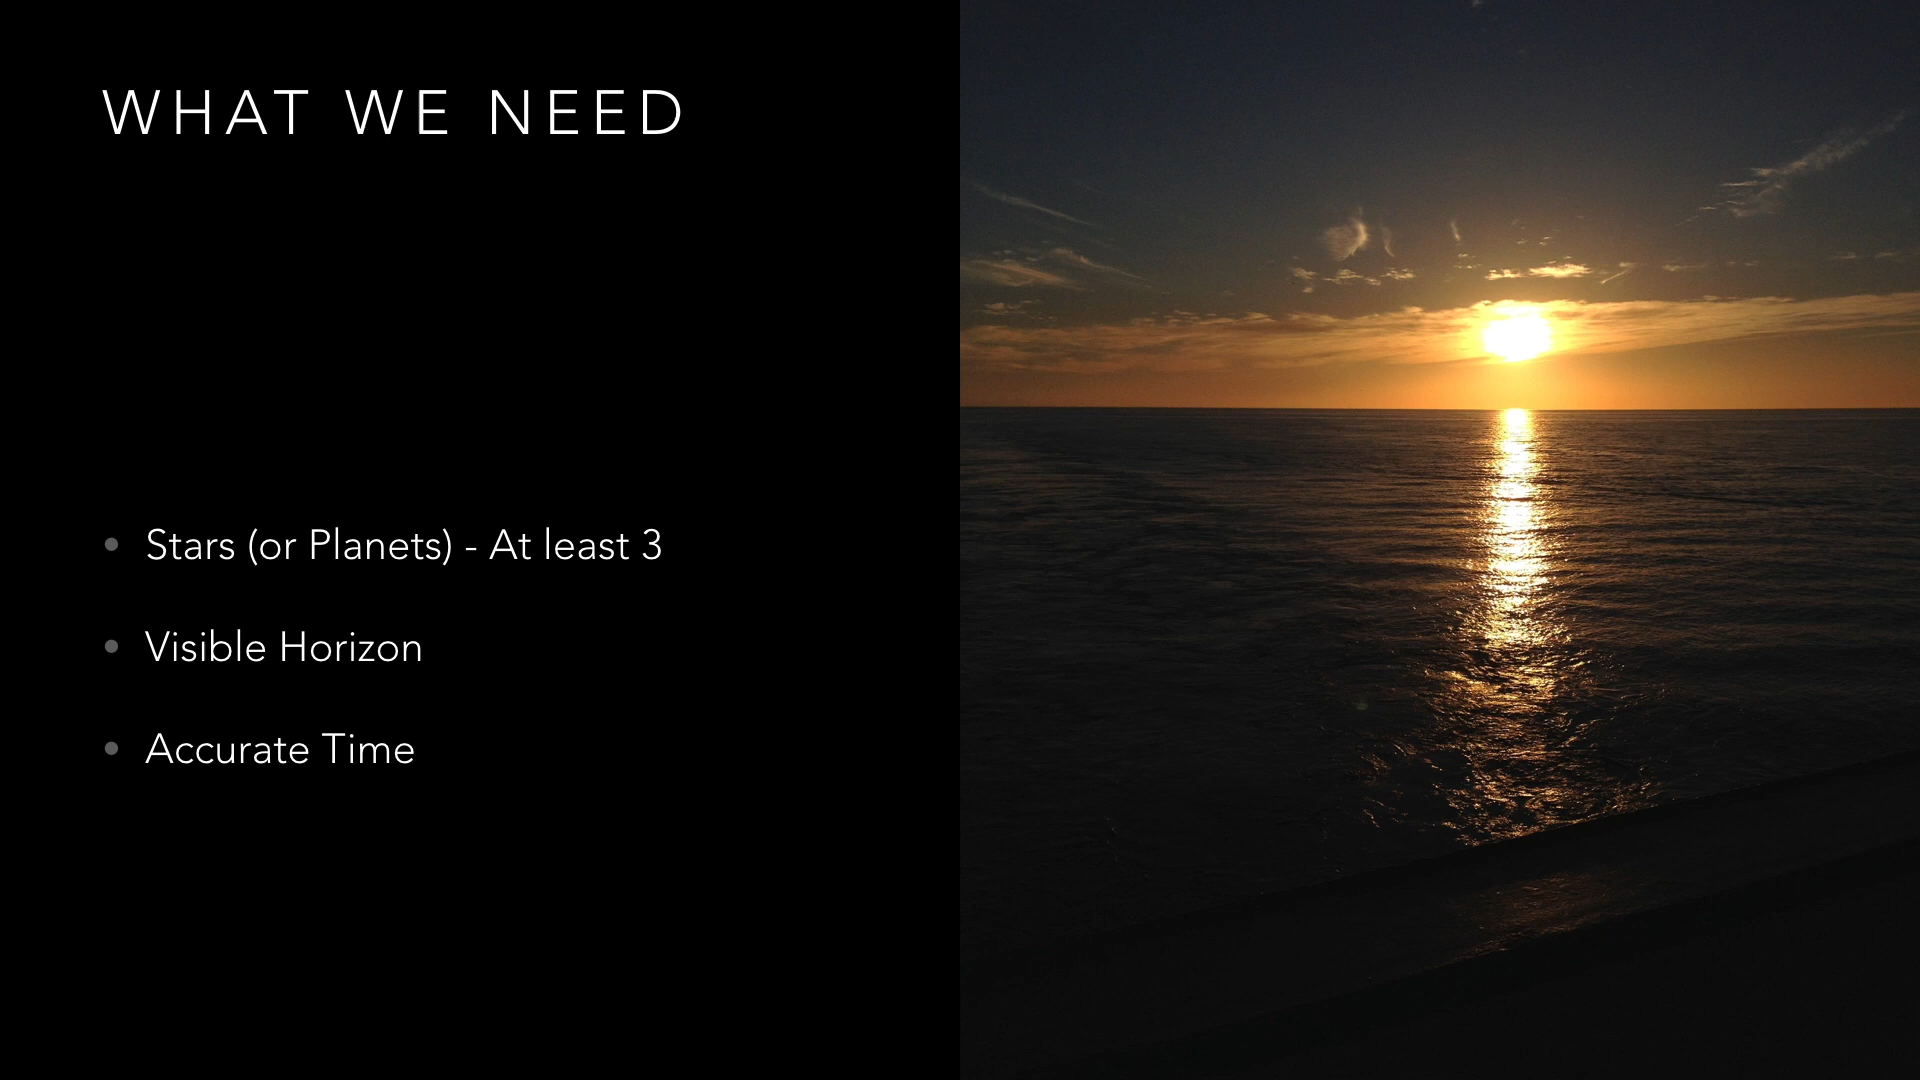 WHAT WE NEED
• Stars (or Planets) - At least 3
• Visible Horizon
• Accurate Time